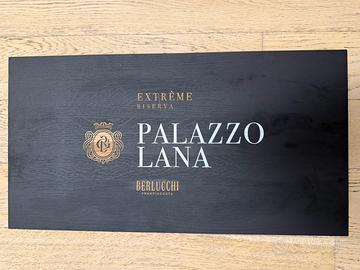 EXTRÊME
RISERVA
PALAZZO
LANA
BERLUCCHI
FRANCIACORTA